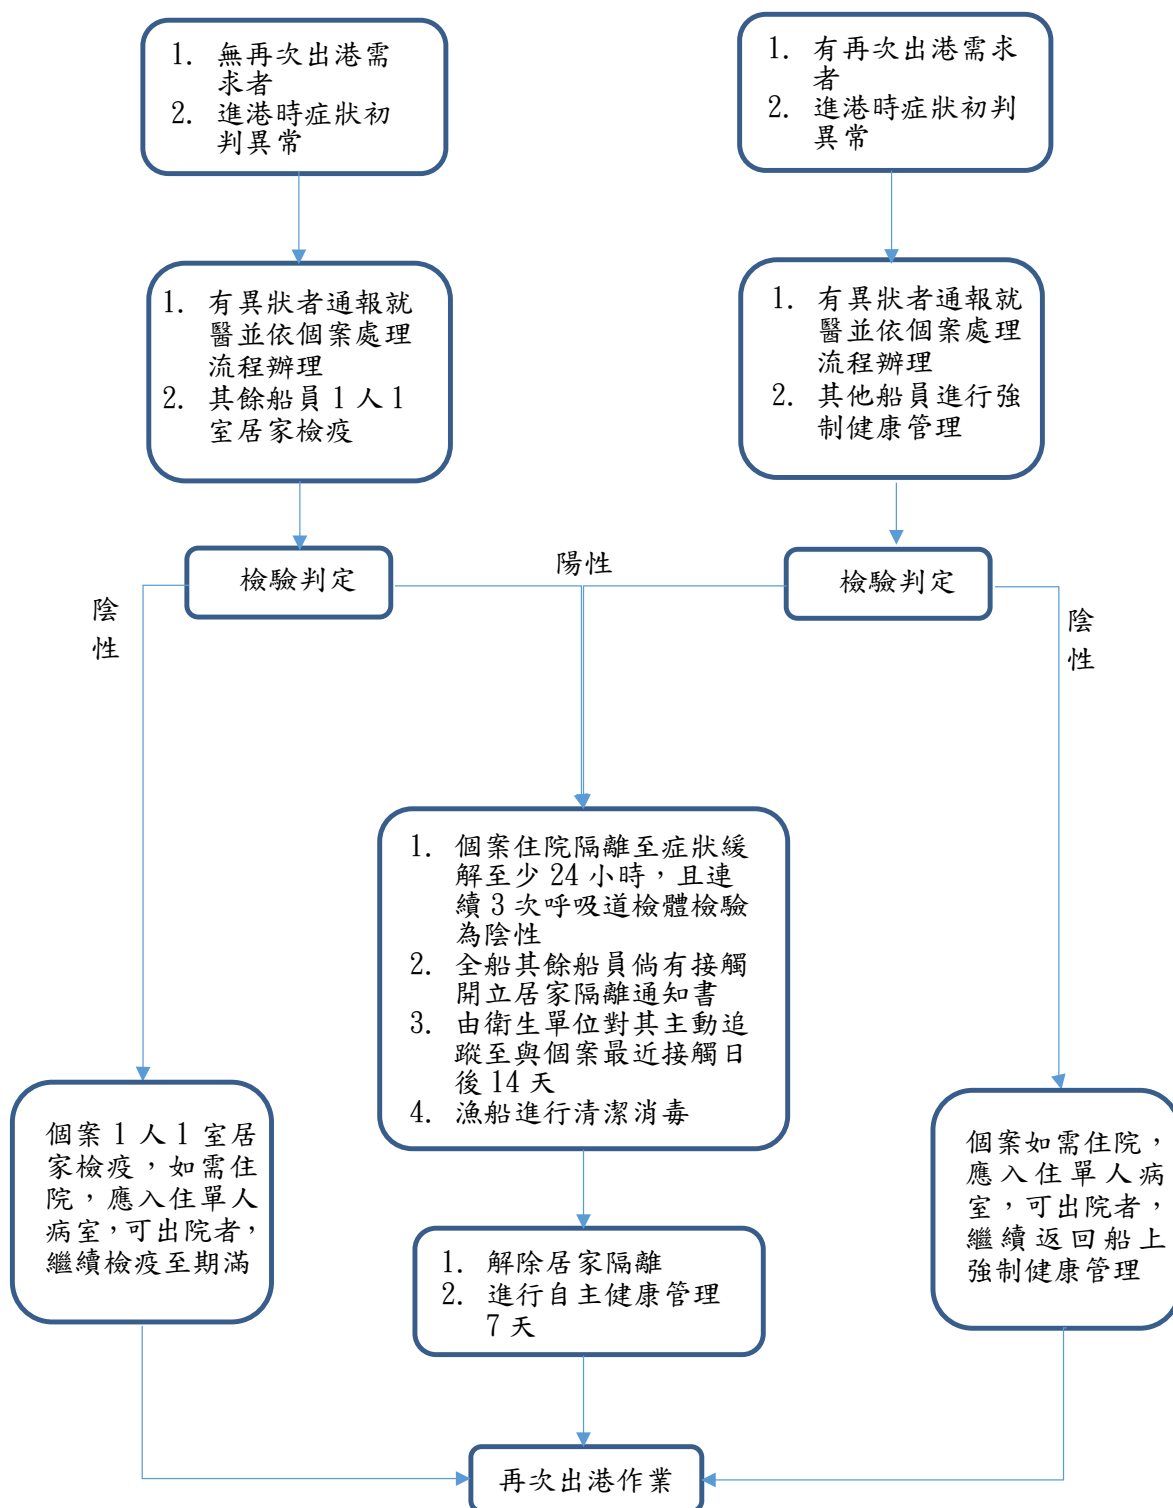 1. 無再次出港需
求者
2. 進港時症狀初
判異常
1. 有再次出港需求
者
2. 進港時症狀初判
異常
1. 有異狀者通報就
醫並依個案處理
流程辦理
2. 其餘船員1人1
室居家檢疫
1. 有異狀者通報就
醫並依個案處理
流程辦理
2. 其他船員進行強
制健康管理
檢驗判定
陽性
檢驗判定
陰
性
陰
性
1. 個案住院隔離至症狀緩
解至少24小時，且連
續3次呼吸道檢體檢驗
為陰性
2. 全船其餘船員倘有接觸
開立居家隔離通知書
3. 由衛生單位對其主動追
蹤至與個案最近接觸日
後14天
4. 漁船進行清潔消毒
個案1人1室居
家檢疫，如需住
院，應入住單人
病室，可出院者，
繼續檢疫至期滿
個案如需住院，
應入住單人病
室，可出院者，
繼續返回船上
強制健康管理
1. 解除居家隔離
2. 進行自主健康管理
7天
再次出港作業